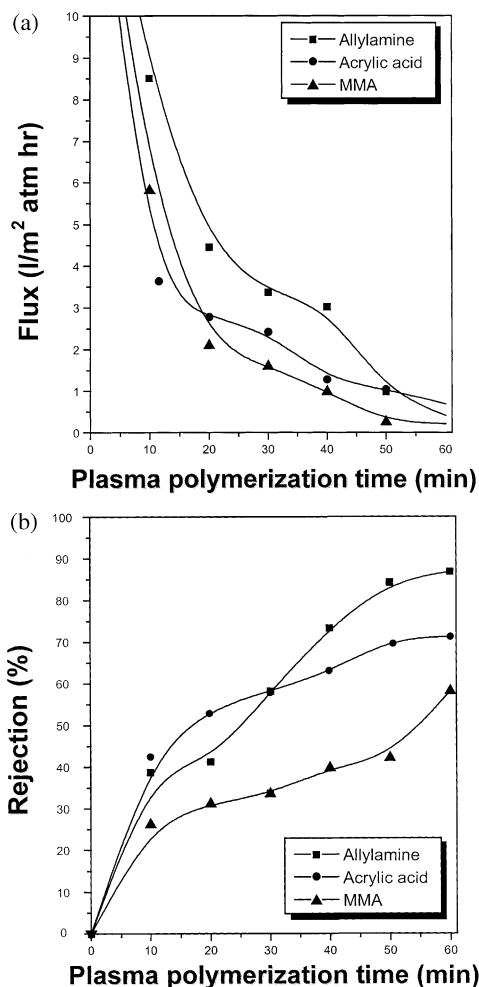 (a)
10
9
8
7
6
5
4
3
2
1
0
Flux (l/m² atm hr)
Allylamine
Acrylic acid
MMA
0 10 20 30 40 50 60
Plasma polymerization time (min)
(b)
100
90
80
70
60
50
40
30
20
10
0
Rejection (%)
Allylamine
Acrylic acid
MMA
0 10 20 30 40 50 60
Plasma polymerization time (min)